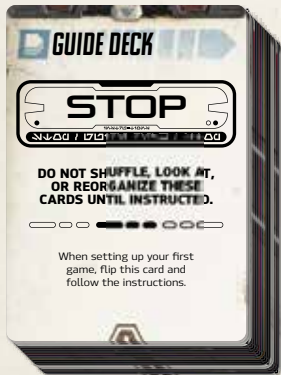 GUIDE DECK
STOP
DO NOT SHUFFLE, LOOK AT,
OR REORGANIZE THESE
CARDS UNTIL INSTRUCTED.
When setting up your first
game, flip this card and
follow the instructions.